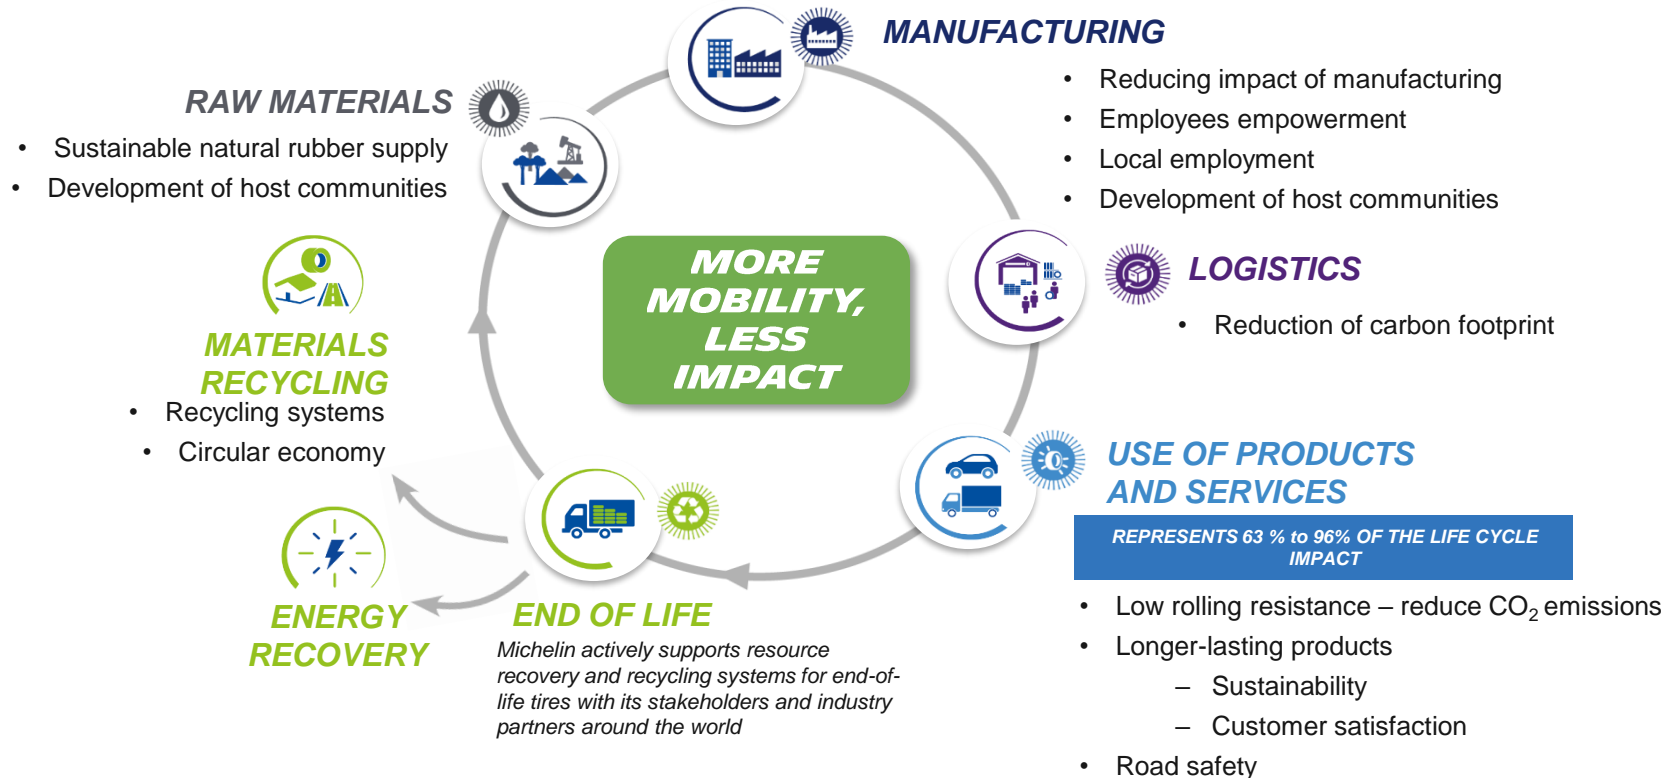 MANUFACTURING
• Reducing impact of manufacturing
• Employees empowerment
• Local employment
• Development of host communities
RAW MATERIALS
• Sustainable natural rubber supply
• Development of host communities
MORE
MOBILITY,
LESS
IMPACT
LOGISTICS
• Reduction of carbon footprint
MATERIALS
RECYCLING
• Recycling systems
• Circular economy
USE OF PRODUCTS
AND SERVICES
REPRESENTS 63 % to 96% OF THE LIFE CYCLE
IMPACT
• Low rolling resistance – reduce CO₂ emissions
• Longer-lasting products
– Sustainability
– Customer satisfaction
• Road safety
ENERGY
RECOVERY
END OF LIFE
Michelin actively supports resource
recovery and recycling systems for end-of-
life tires with its stakeholders and industry
partners around the world